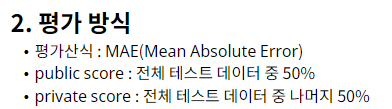 2. 평가 방식
• 평가산식 : MAE(Mean Absolute Error)
• public score : 전체 테스트 데이터 중 50%
• private score : 전체 테스트 데이터 중 나머지 50%